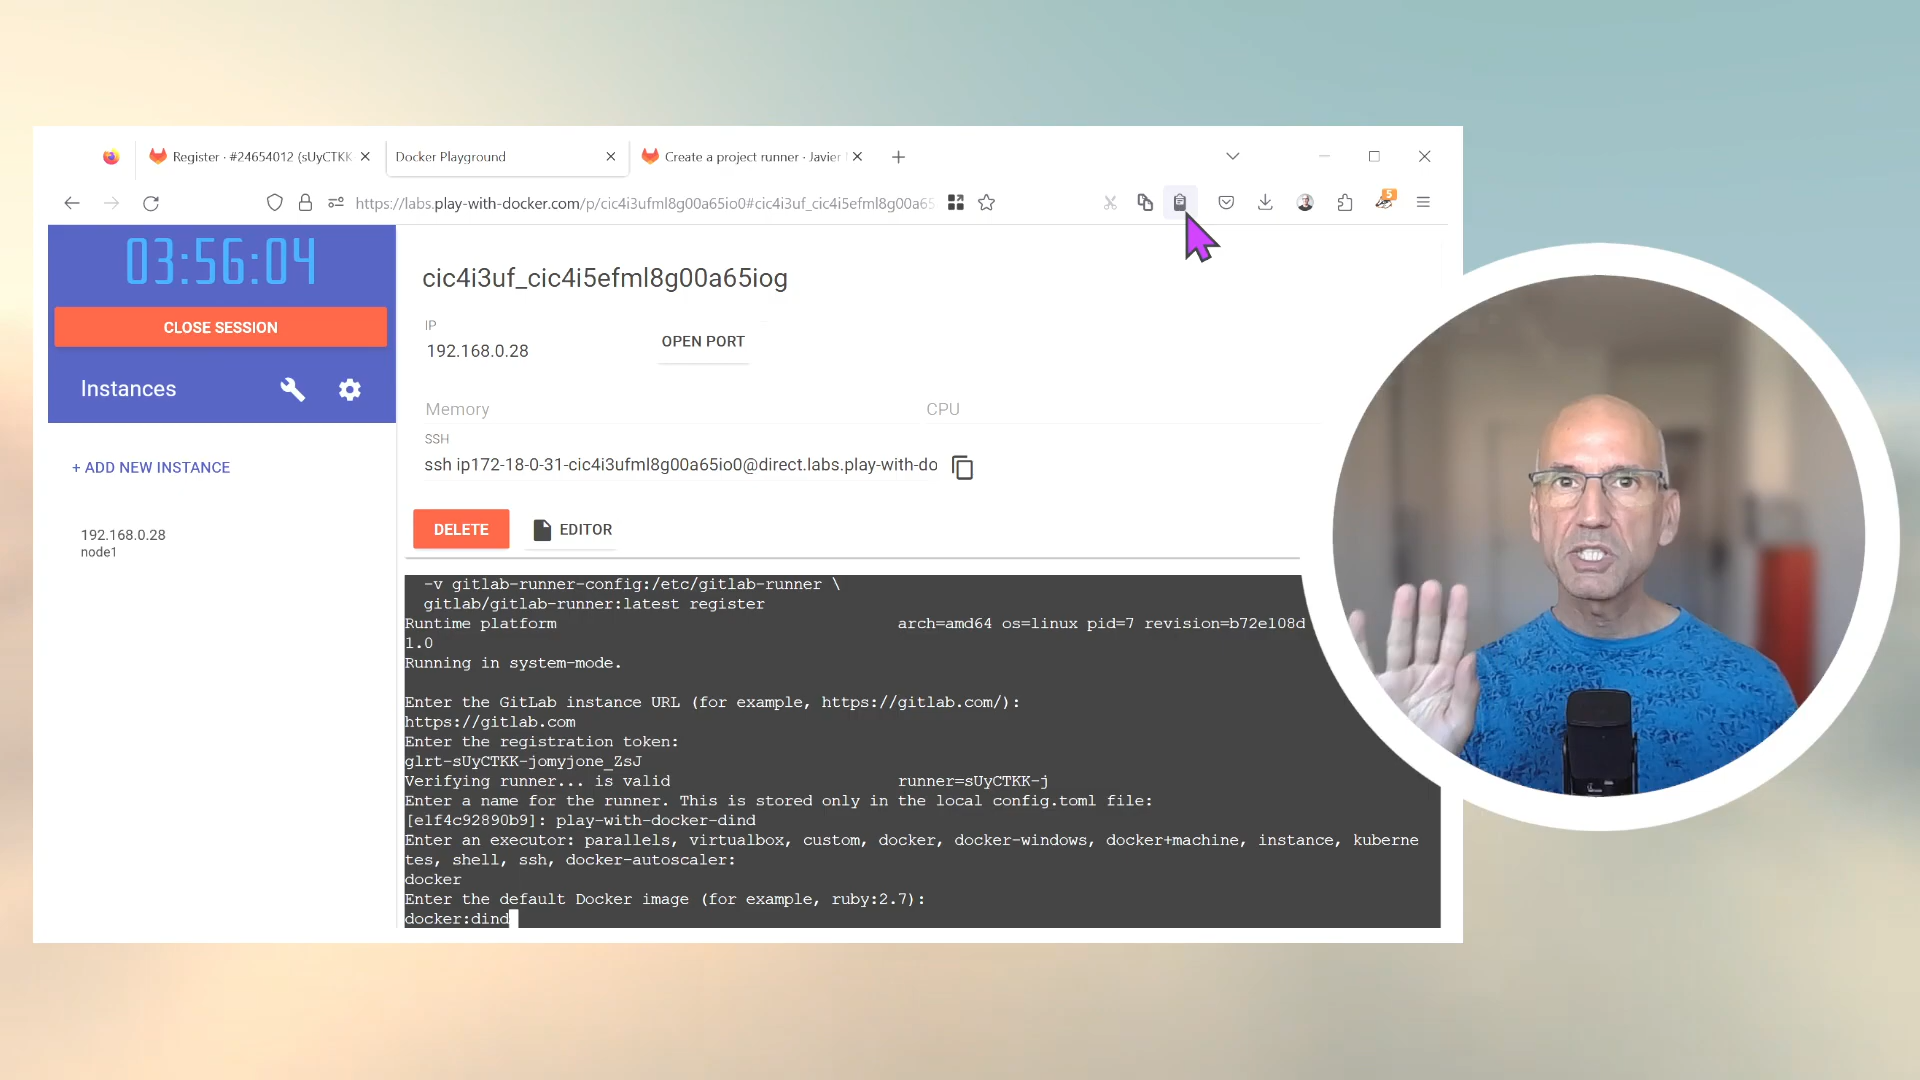 Register · #24654012 (sUyCTKK
Docker Playground
Create a project runner · Javier
https://labs.play-with-docker.com/p/cic4i3ufml8g00a65io0#cic4i3uf_cic4i5efml8g00a65
5
03:56:04
CLOSE SESSION
Instances
+ ADD NEW INSTANCE
192.168.0.28
node1
cic4i3uf_cic4i5efml8g00a65iog
IP
192.168.0.28
OPEN PORT
Memory
CPU
SSH
ssh ip172-18-0-31-cic4i3ufml8g00a65io0@direct.labs.play-with-do
DELETE
EDITOR
-v gitlab-runner-config:/etc/gitlab-runner \
gitlab/gitlab-runner:latest register
Runtime platform arch=amd64 os=linux pid=7 revision=b72e108d
1.0
Running in system-mode.
Enter the GitLab instance URL (for example, https://gitlab.com/):
https://gitlab.com
Enter the registration token:
glrt-sUyCTKK-jomyjone_ZsJ
Verifying runner... is valid runner=sUyCTKK-j
Enter a name for the runner. This is stored only in the local config.toml file:
[e1f4c92890b9]: play-with-docker-dind
Enter an executor: parallels, virtualbox, custom, docker, docker-windows, docker+machine, instance, kuberne
tes, shell, ssh, docker-autoscaler:
docker
Enter the default Docker image (for example, ruby:2.7):
docker:dind